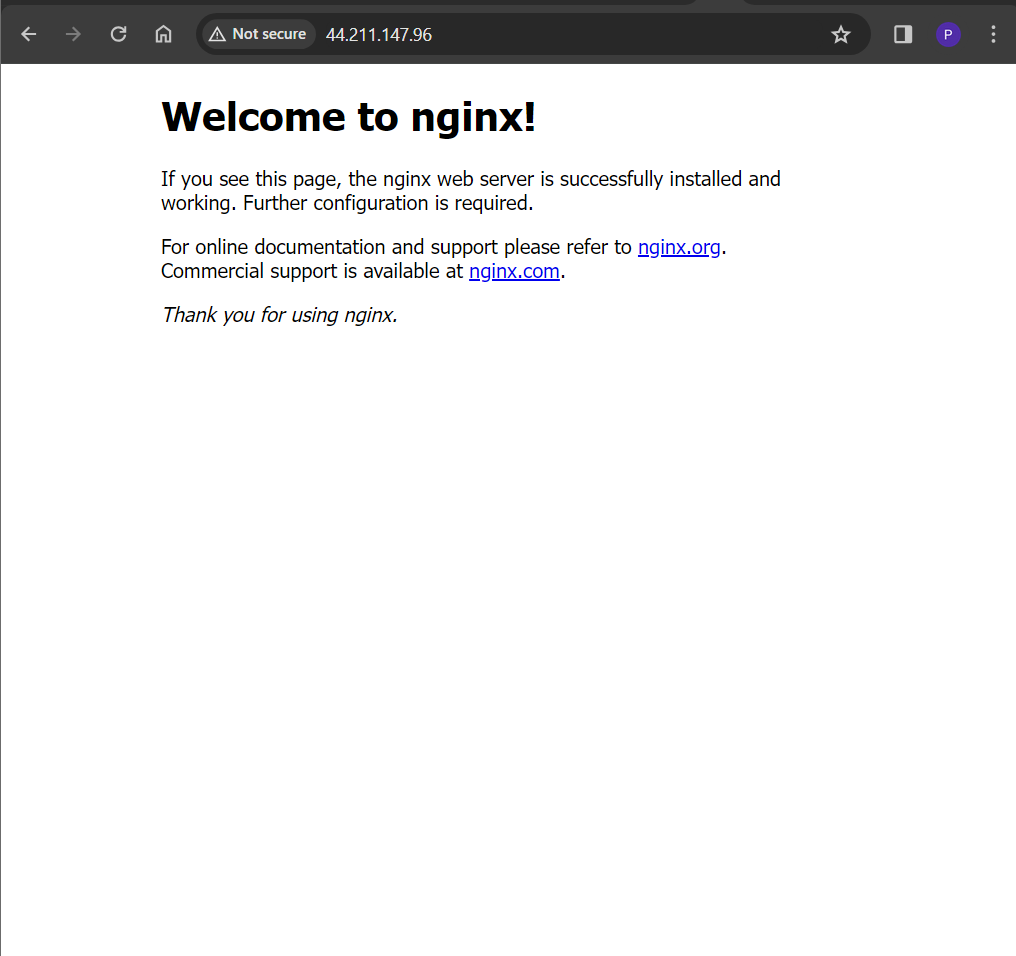 Not secure 44.211.147.96
P
Welcome to nginx!
If you see this page, the nginx web server is successfully installed and
working. Further configuration is required.
For online documentation and support please refer to nginx.org.
Commercial support is available at nginx.com.
Thank you for using nginx.